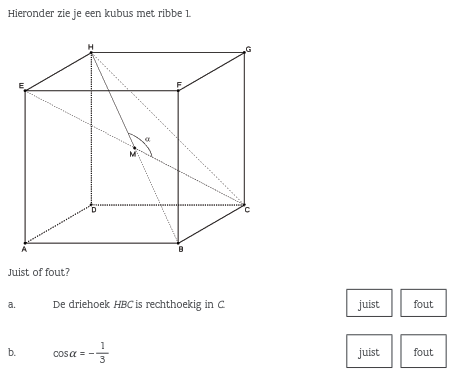 Hieronder zie je een kubus met ribbe 1.
H
G
E
F
α
M
D
C
A
B
Juist of fout?
a. De driehoek HBC is rechthoekig in C. juist fout
b. cosα = −1/3 juist fout